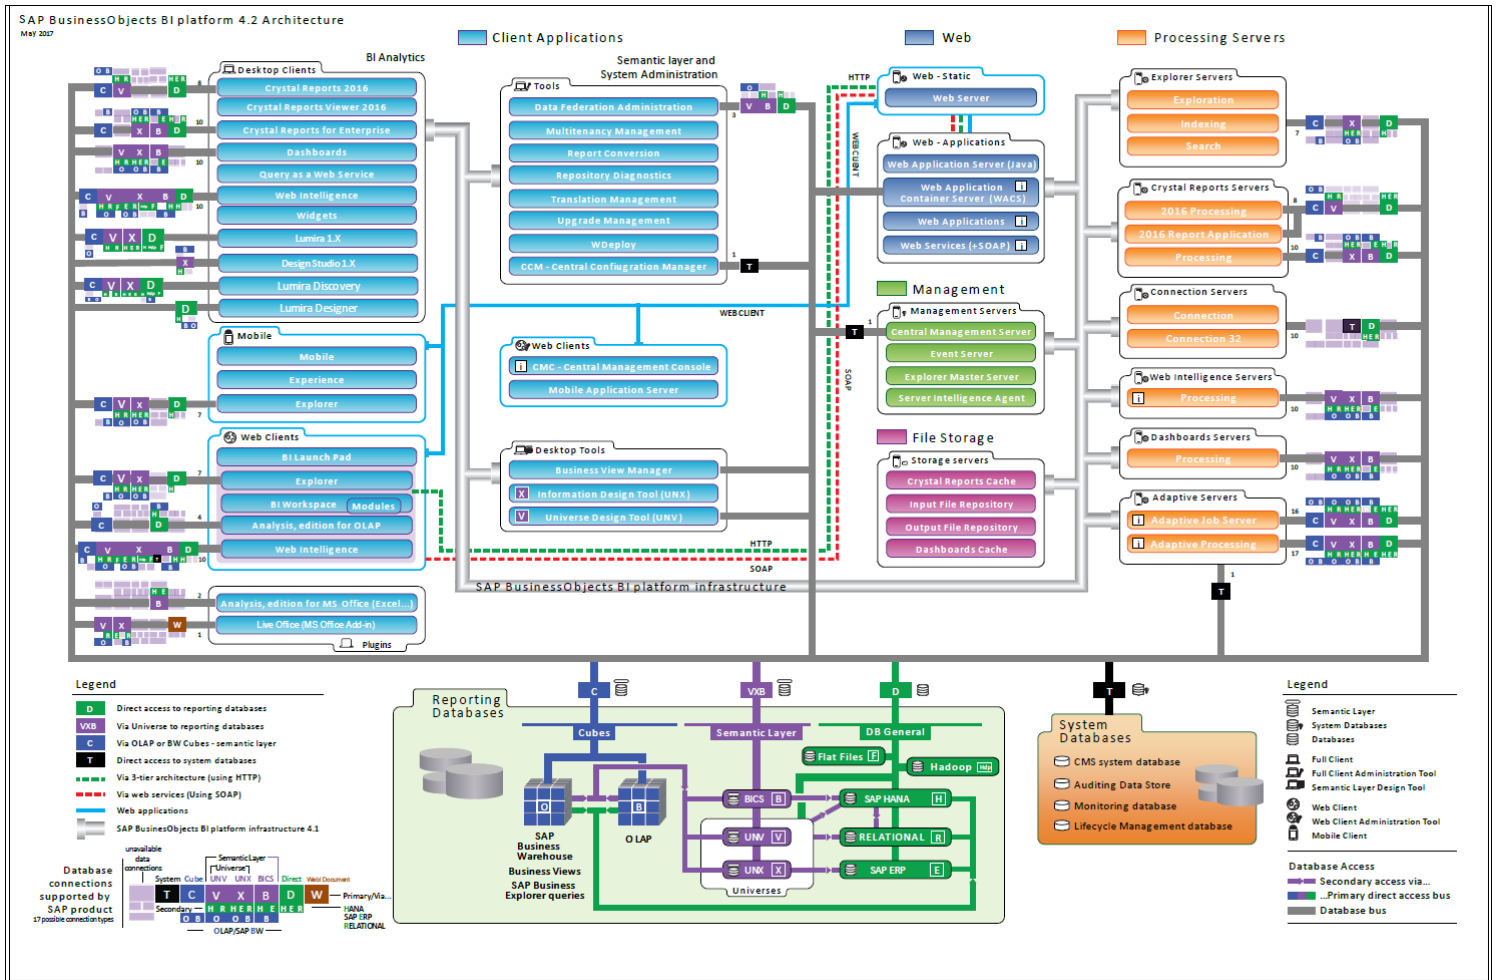 SAP BusinessObjects BI platform 4.2 Architecture
May 2017
Client Applications
Web
Processing Servers
BI Analytics
Desktop Clients
Crystal Reports 2016
Crystal Reports Viewer 2016
Crystal Reports for Enterprise
Dashboards
Query as a Web Service
Web Intelligence
Widgets
Lumira 1.X
Design Studio 1.X
Lumira Discovery
Lumira Designer
Mobile
Mobile
Experience
Explorer
Web Clients
BI Launch Pad
Explorer
BI Workspace
Modules
Analysis, edition for OLAP
Web Intelligence
Analysis, edition for MS Office (Excel...)
Live Office (MS Office Add-in)
Plugins
Semantic layer and
System Administration
Tools
Data Federation Administration
Multitenancy Management
Report Conversion
Repository Diagnostics
Translation Management
Upgrade Management
WDeploy
CCM - Central Confiugration Manager
WEB CLIENT
Web Clients
CMC - Central Management Console
Mobile Application Server
Desktop Tools
Business View Manager
Information Design Tool (UNX)
Universe Design Tool (UNV)
HTTP
SOAP
SAP BusinessObjects BI platform infrastructure
HTTP
SOAP
WEB CLIENT
SOAP
Web - Static
Web Server
Web - Applications
Web Application Server (Java)
Web Application
Container Server (WACS)
Web Applications
Web Services (+SOAP)
Management
Management Servers
Central Management Server
Event Server
Explorer Master Server
Server Intelligence Agent
File Storage
Storage servers
Crystal Reports Cache
Input File Repository
Output File Repository
Dashboards Cache
Explorer Servers
Exploration
Indexing
Search
Crystal Reports Servers
2016 Processing
2016 Report Application
Processing
Connection Servers
Connection
Connection 32
Web Intelligence Servers
Processing
Dashboards Servers
Processing
Adaptive Servers
Adaptive Job Server
Adaptive Processing
Legend
D Direct access to reporting databases
VXB Via Universe to reporting databases
C Via OLAP or BW Cubes - semantic layer
T Direct access to system databases
Via 3-tier architecture (using HTTP)
Via web services (Using SOAP)
Web applications
SAP BusinesObjects BI platform infrastructure 4.1
Database
connections
supported by
SAP product
17 possible connection types
unavailable
data
connections
Semantic Layer
Universe
System Cube UNV UNX BICS Direct Web/Document
T C V X B D W
Primary/Via...
Secondary
H R H E R H E H E R
HANA
SAP ERP
RELATIONAL
O B O O B B
OLAP/SAP BW
Reporting
Databases
C
VXB
D
T
Cubes
Semantic Layer
DB General
Flat Files F
Hadoop Hdp
O
B
SAP
Business
Warehouse
Business Views
SAP Business
Explorer queries
O LAP
BICS B
UNV V
UNX X
Universes
SAP HANA H
RELATIONAL R
SAP ERP E
System
Databases
CMS system database
Auditing Data Store
Monitoring database
Lifecycle Management database
Legend
Semantic Layer
System Databases
Databases
Full Client
Full Client Administration Tool
Semantic Layer Design Tool
Web Client
Web Client Administration Tool
Mobile Client
Database Access
Secondary access via...
...Primary direct access bus
Database bus